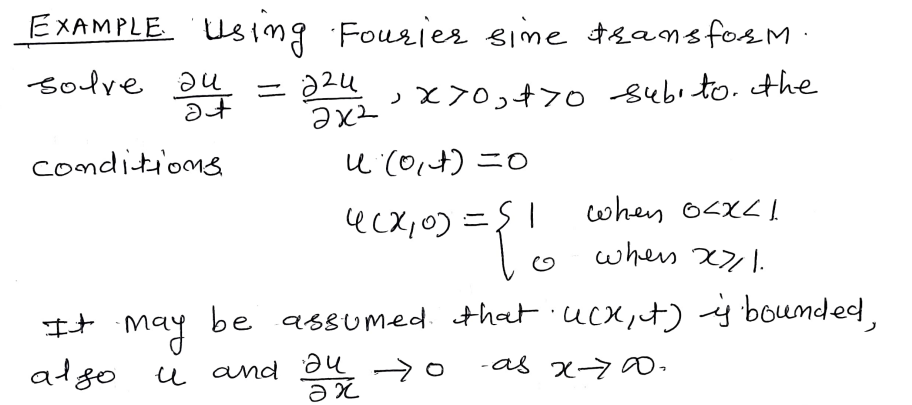 EXAMPLE. Using Fourier sine transform.
solve ∂u/∂t = ∂²u/∂x², x>0, t>0 sub. to. the
conditions u(0,t) = 0
u(x,0) = { 1 when 0<x<1.
0 when x≥1.
It may be assumed that u(x,t) is bounded,
also u and ∂u/∂x → 0 as x→∞.